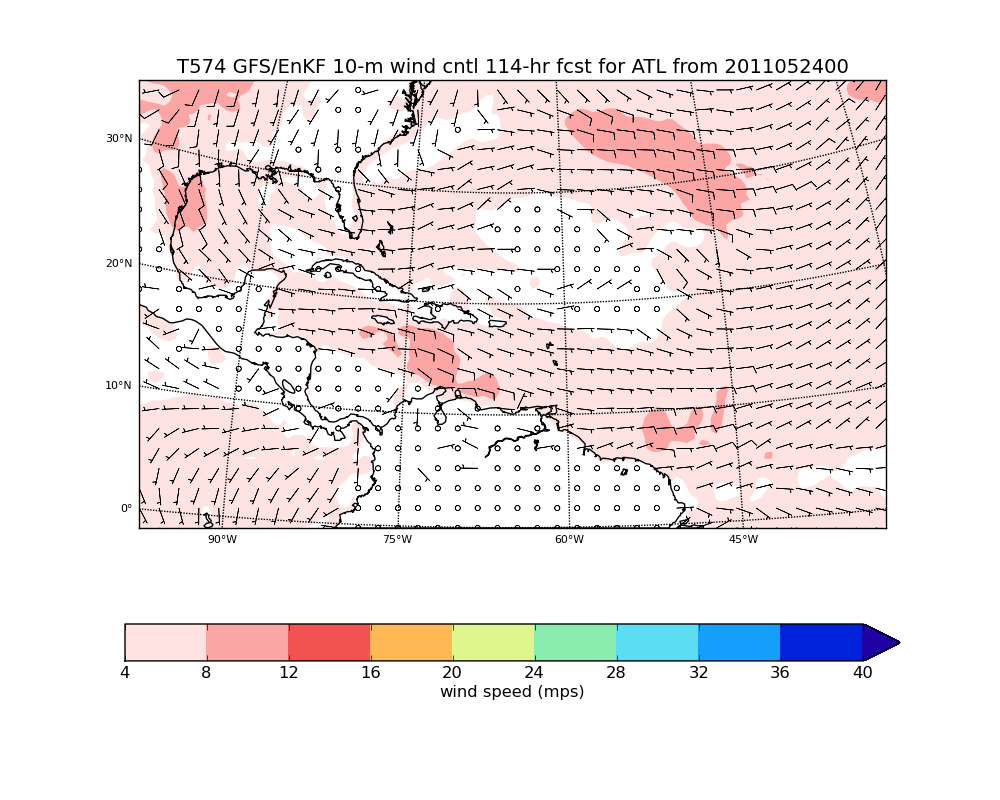 T574 GFS/EnKF 10-m wind cntl 114-hr fcst for ATL from 2011052400
30°N
20°N
10°N
0°
90°W 75°W 60°W 45°W
4 8 12 16 20 24 28 32 36 40
wind speed (mps)